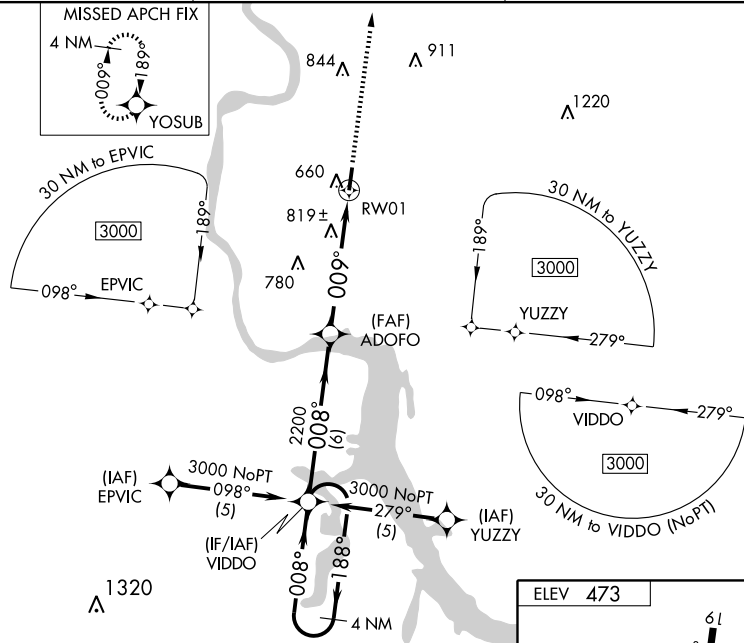 MISSED APCH FIX
4 NM
009°
189°
YOSUB
844
911
1220
30 NM to EPVIC
3000
189°
EPVIC
098°
660
RW01
819±
780
009°
30 NM to YUZZY
189°
3000
YUZZY
279°
(FAF)
ADOFO
2200
008°
(6)
098°
279°
VIDDO
3000
30 NM to VIDDO (NoPT)
(IAF)
EPVIC
3000 NoPT
098°
(5)
3000 NoPT
279°
(5)
(IAF)
YUZZY
(IF/IAF)
VIDDO
008°
188°
4 NM
1320
ELEV 473
19